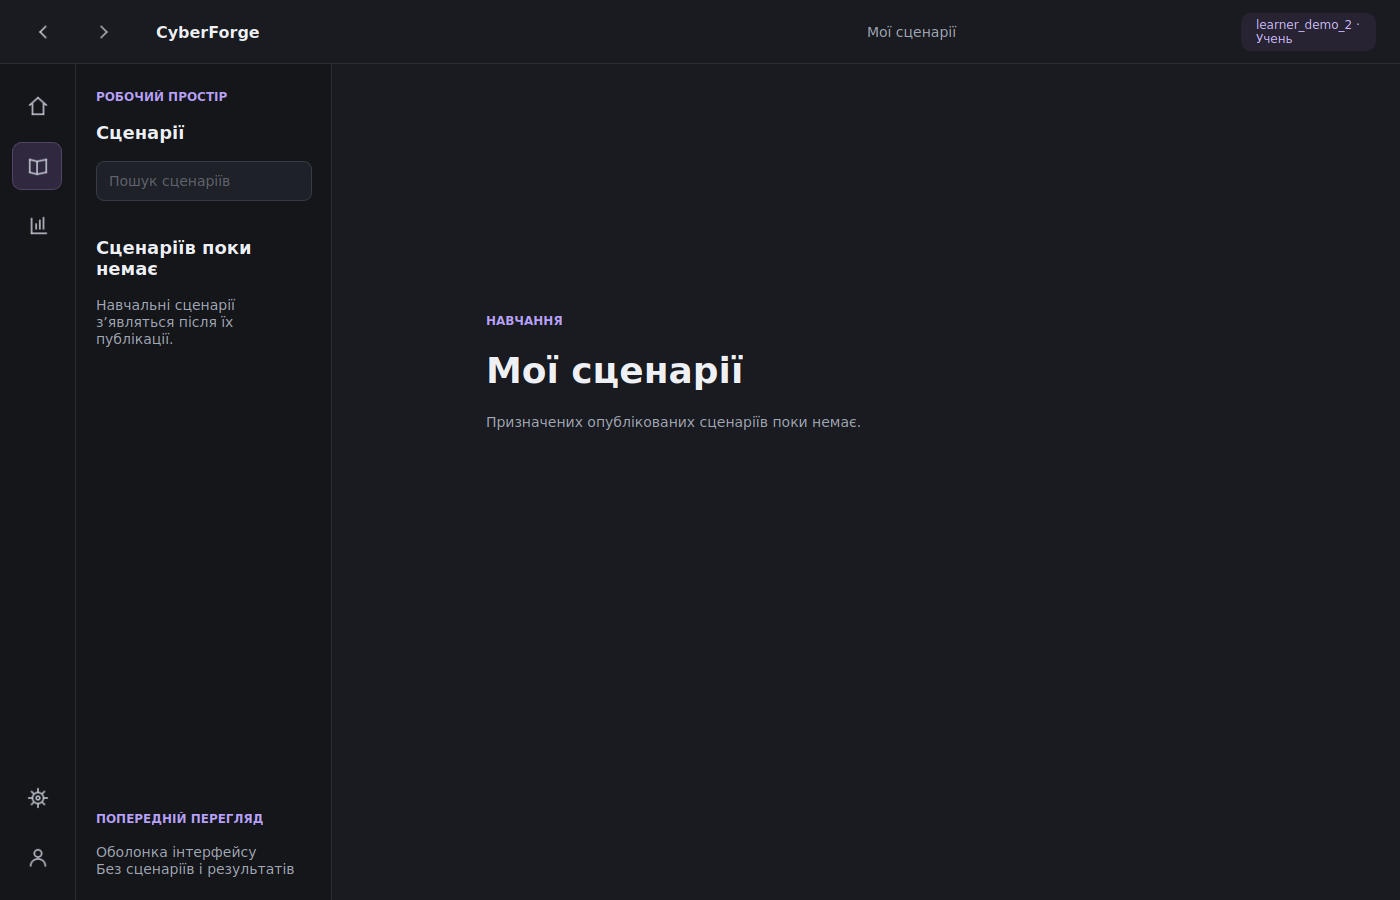 CyberForge
Мої сценарії
learner_demo_2 ·
Учень
РОБОЧИЙ ПРОСТІР
Сценарії
Пошук сценаріїв
Сценаріїв поки
немає
Навчальні сценарії
з’являться після їх
публікації.
НАВЧАННЯ
Мої сценарії
Призначених опублікованих сценаріїв поки немає.
ПОПЕРЕДНІЙ ПЕРЕГЛЯД
Оболонка інтерфейсу
Без сценаріїв і результатів